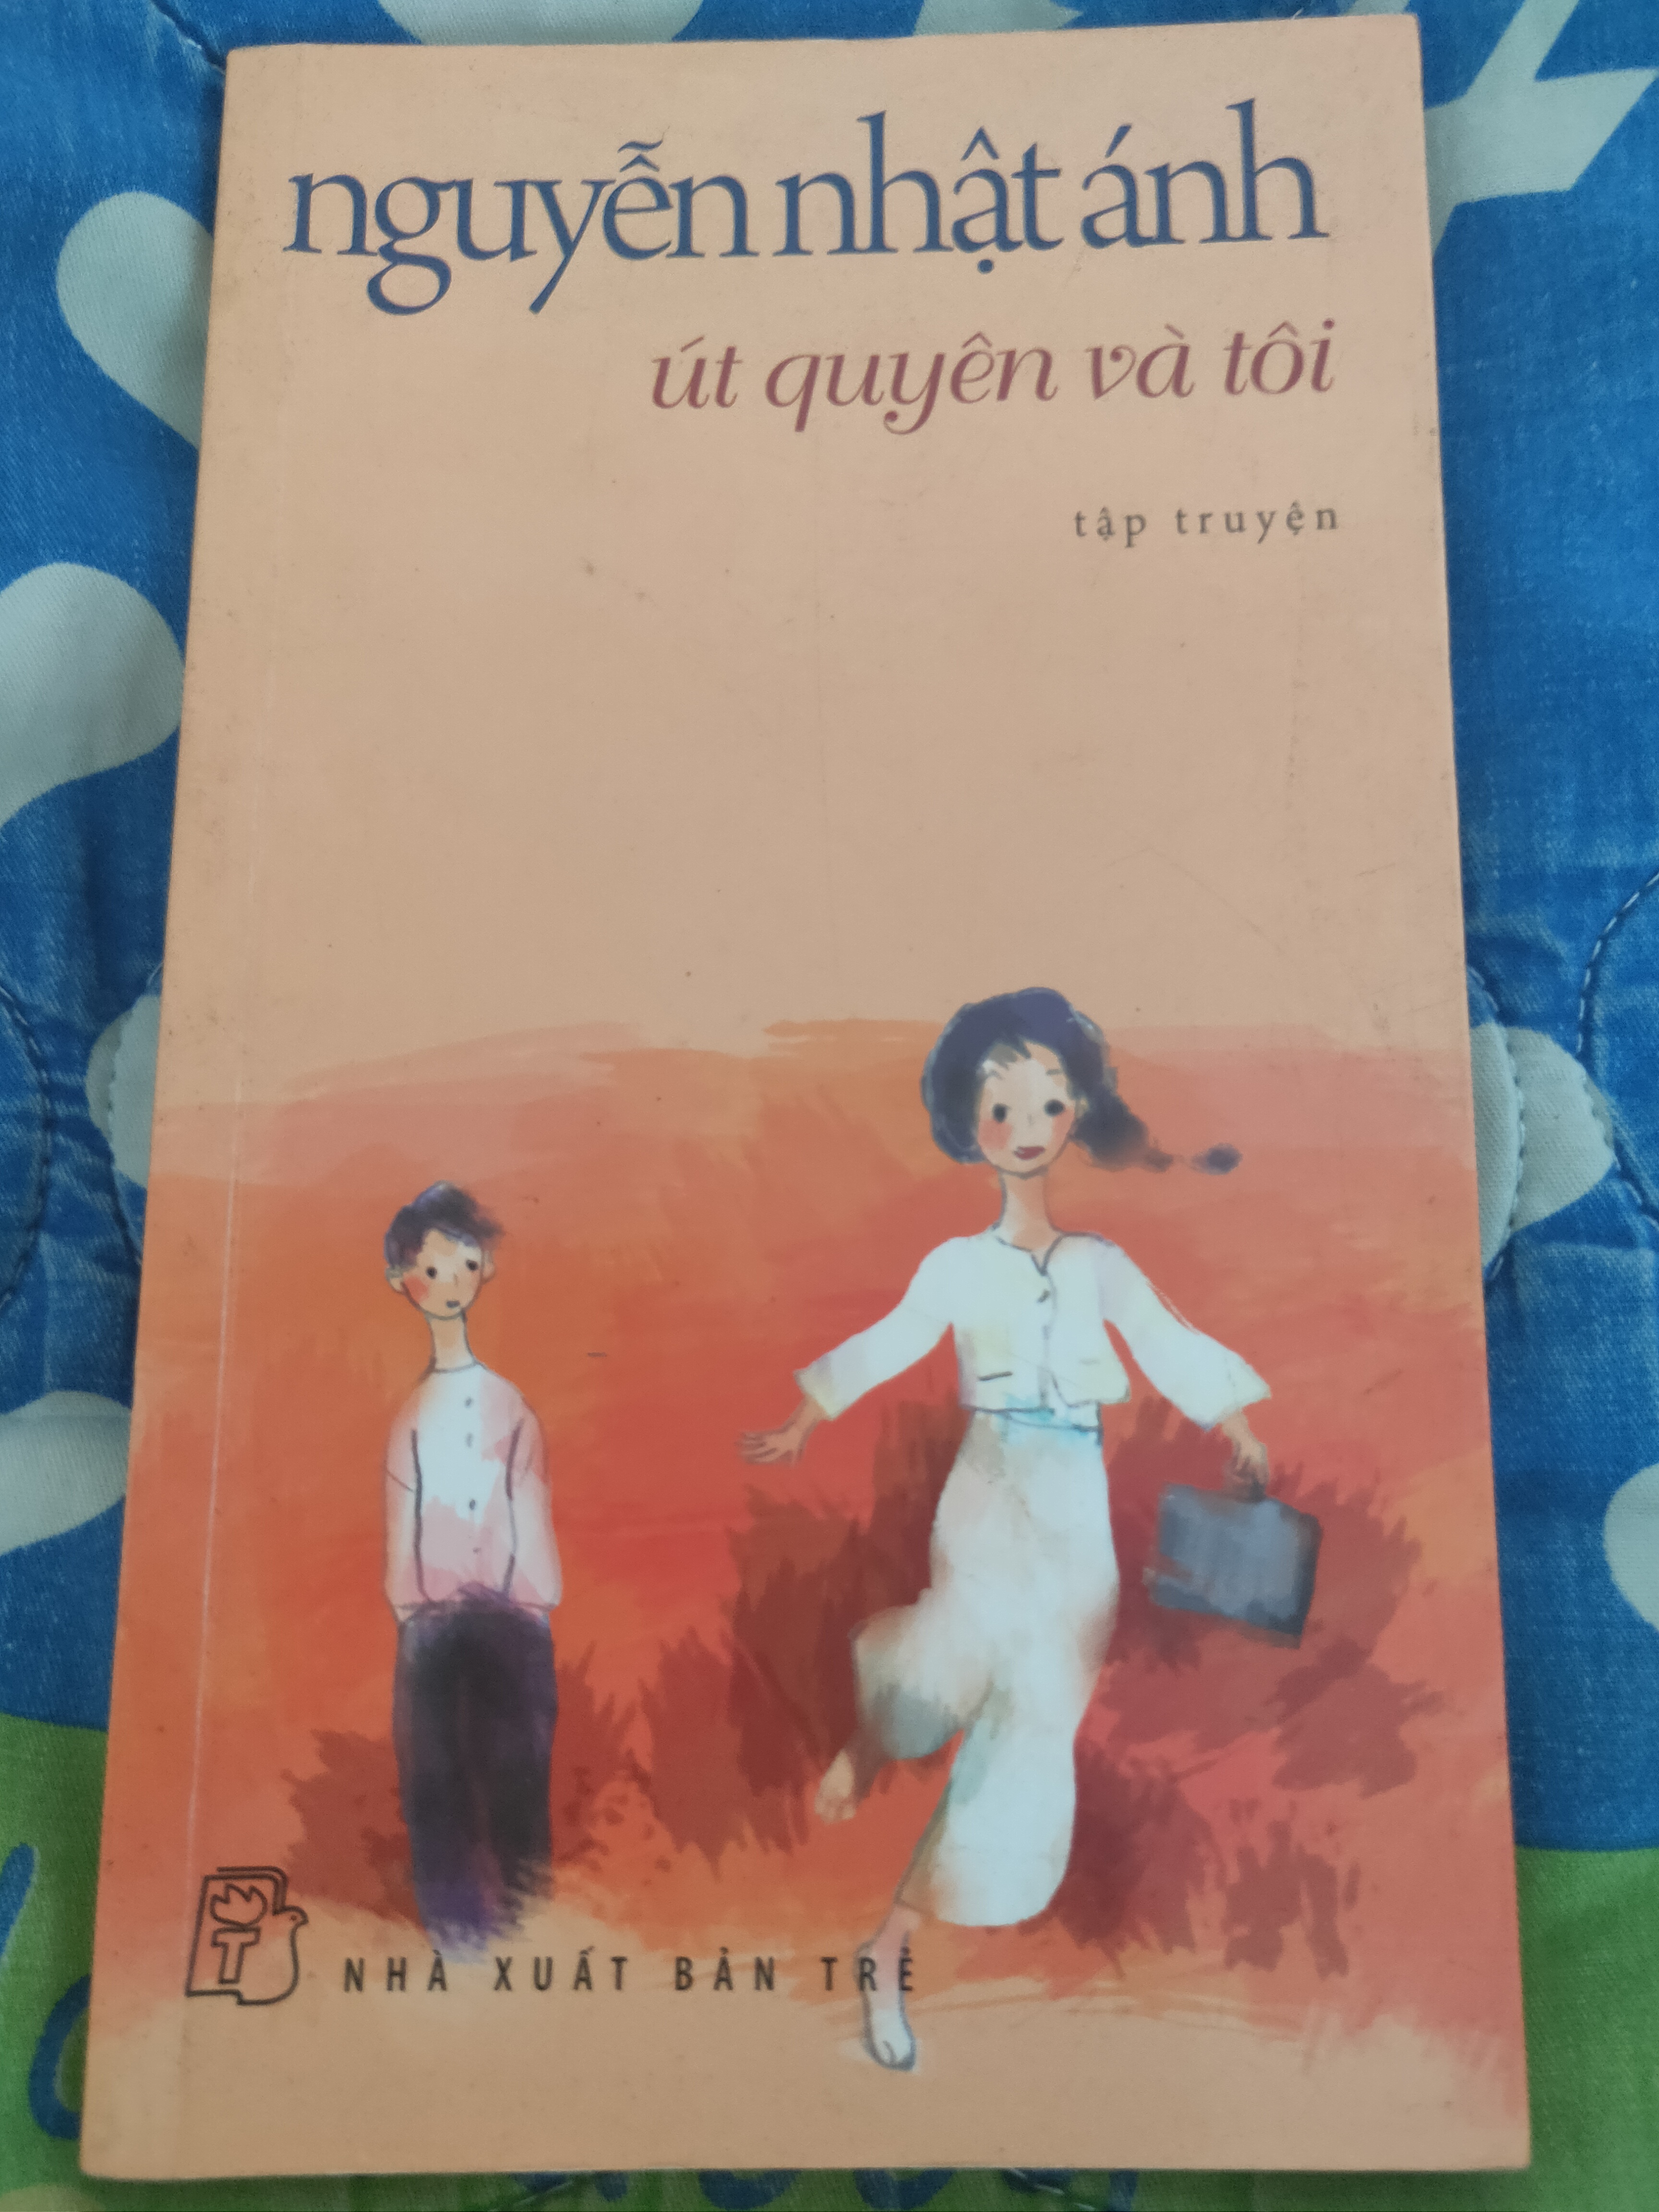 nguyễn nhật ánh
út quyên và tôi
tập truyện
T
NHÀ XUẤT BẢN TRẺ